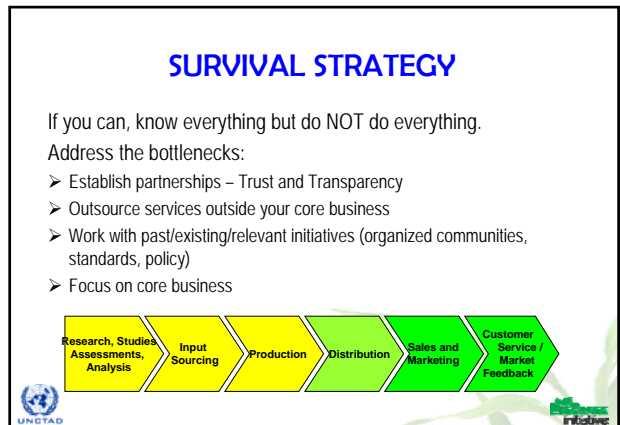 SURVIVAL STRATEGY
If you can, know everything but do NOT do everything.
Address the bottlenecks:
➢ Establish partnerships – Trust and Transparency
➢ Outsource services outside your core business
➢ Work with past/existing/relevant initiatives (organized communities,
standards, policy)
➢ Focus on core business
Research, Studies
Assessments,
Analysis
Input
Sourcing
Production
Distribution
Sales and
Marketing
Customer
Service /
Market
Feedback
UNCTAD
Initiative